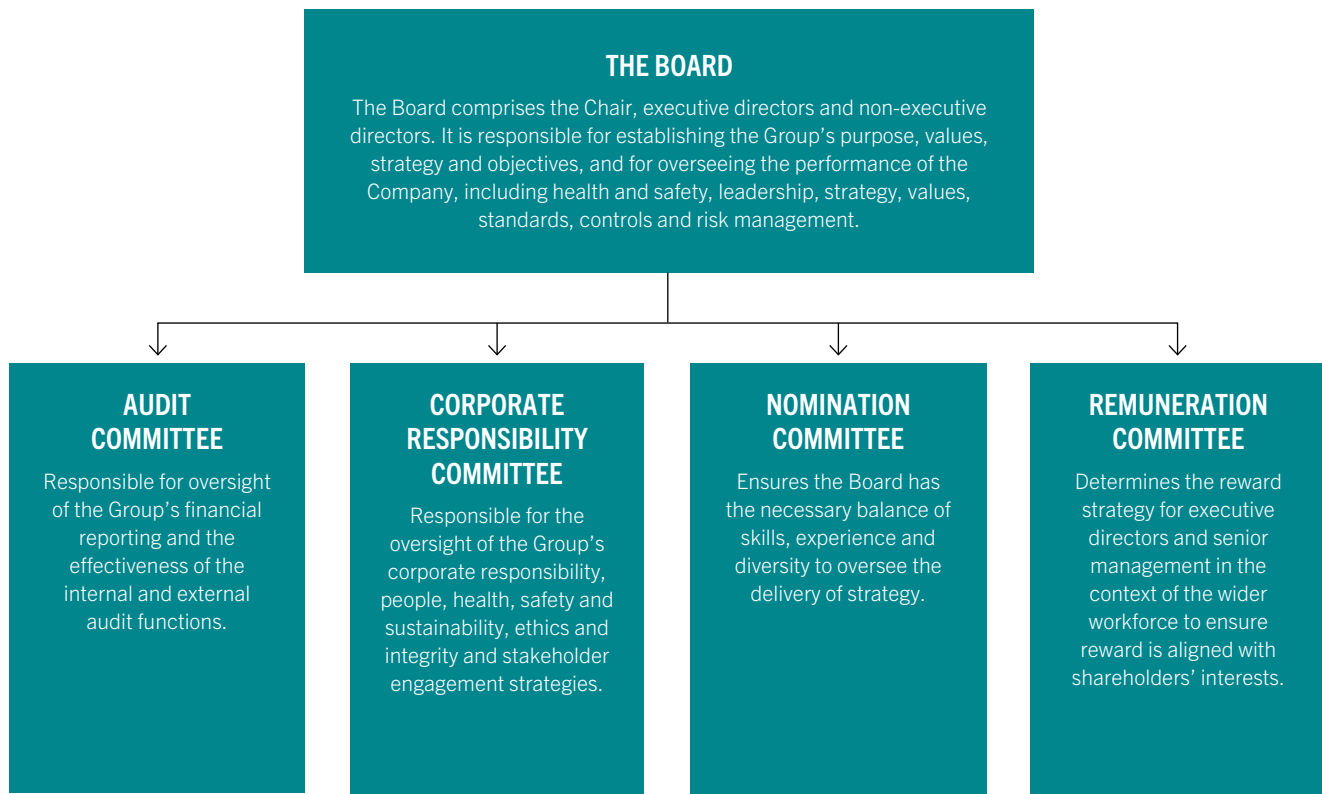 THE BOARD
The Board comprises the Chair, executive directors and non-executive
directors. It is responsible for establishing the Group’s purpose, values,
strategy and objectives, and for overseeing the performance of the
Company, including health and safety, leadership, strategy, values,
standards, controls and risk management.
AUDIT
COMMITTEE
Responsible for oversight
of the Group’s financial
reporting and the
effectiveness of the
internal and external
audit functions.
CORPORATE
RESPONSIBILITY
COMMITTEE
Responsible for the
oversight of the Group’s
corporate responsibility,
people, health, safety and
sustainability, ethics and
integrity and stakeholder
engagement strategies.
NOMINATION
COMMITTEE
Ensures the Board has
the necessary balance of
skills, experience and
diversity to oversee the
delivery of strategy.
REMUNERATION
COMMITTEE
Determines the reward
strategy for executive
directors and senior
management in the
context of the wider
workforce to ensure
reward is aligned with
shareholders’ interests.